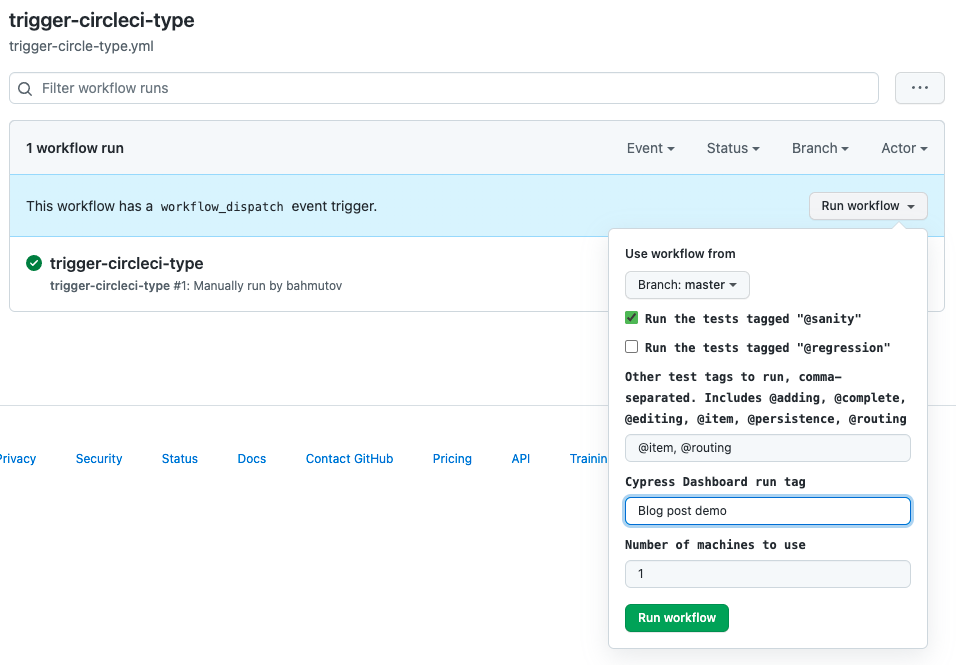 trigger-circleci-type
trigger-circle-type.yml
Filter workflow runs
1 workflow run
Event
Status
Branch
Actor
This workflow has a workflow_dispatch event trigger.
Run workflow
trigger-circleci-type
trigger-circleci-type #1: Manually run by bahmutov
Use workflow from
Branch: master
Run the tests tagged "@sanity"
Run the tests tagged "@regression"
Other test tags to run, comma-
separated. Includes @adding, @complete,
@editing, @item, @persistence, @routing
@item, @routing
Cypress Dashboard run tag
Blog post demo
Number of machines to use
1
Run workflow
Privacy
Security
Status
Docs
Contact GitHub
Pricing
API
Trainin